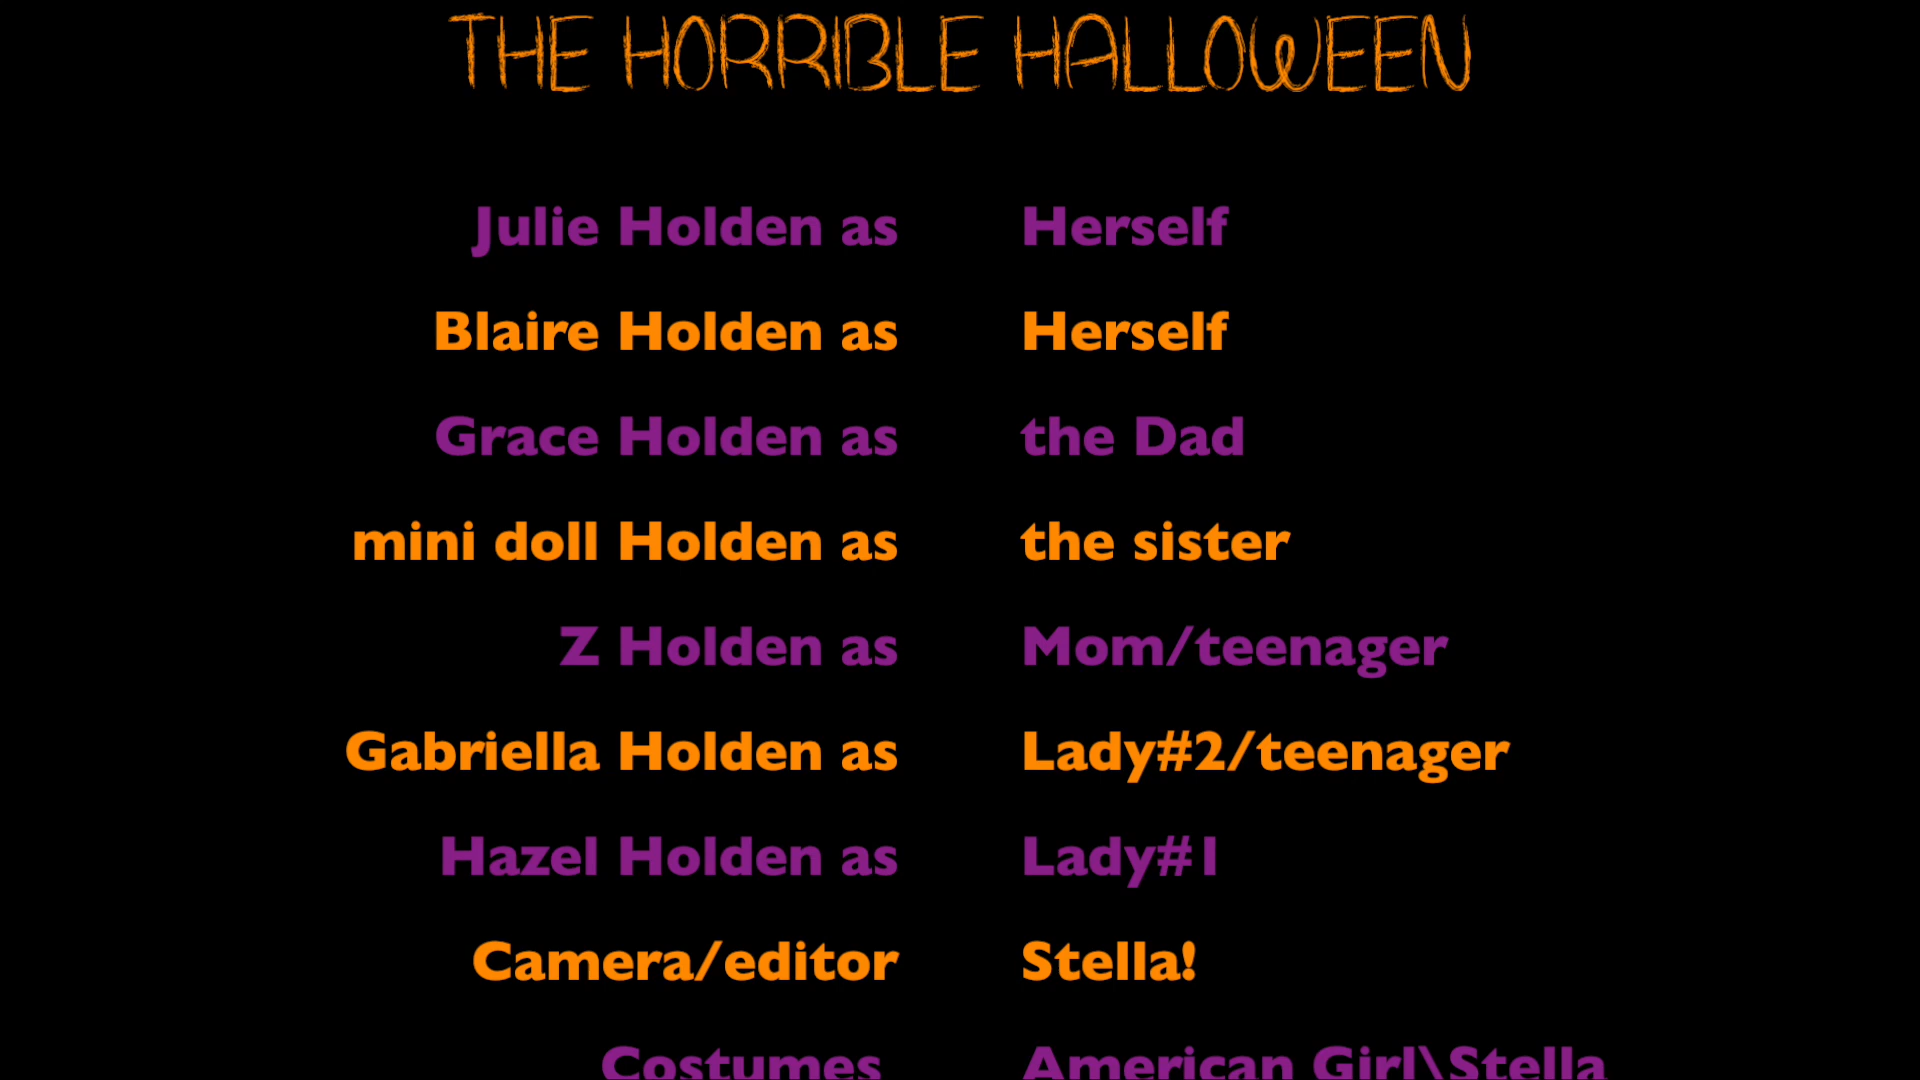 THE HORRIBLE HALLOWEEN
Julie Holden as Herself
Blaire Holden as Herself
Grace Holden as the Dad
mini doll Holden as the sister
Z Holden as Mom/teenager
Gabriella Holden as Lady#2/teenager
Hazel Holden as Lady#1
Camera/editor Stella!
Costumes American Girl\Stella